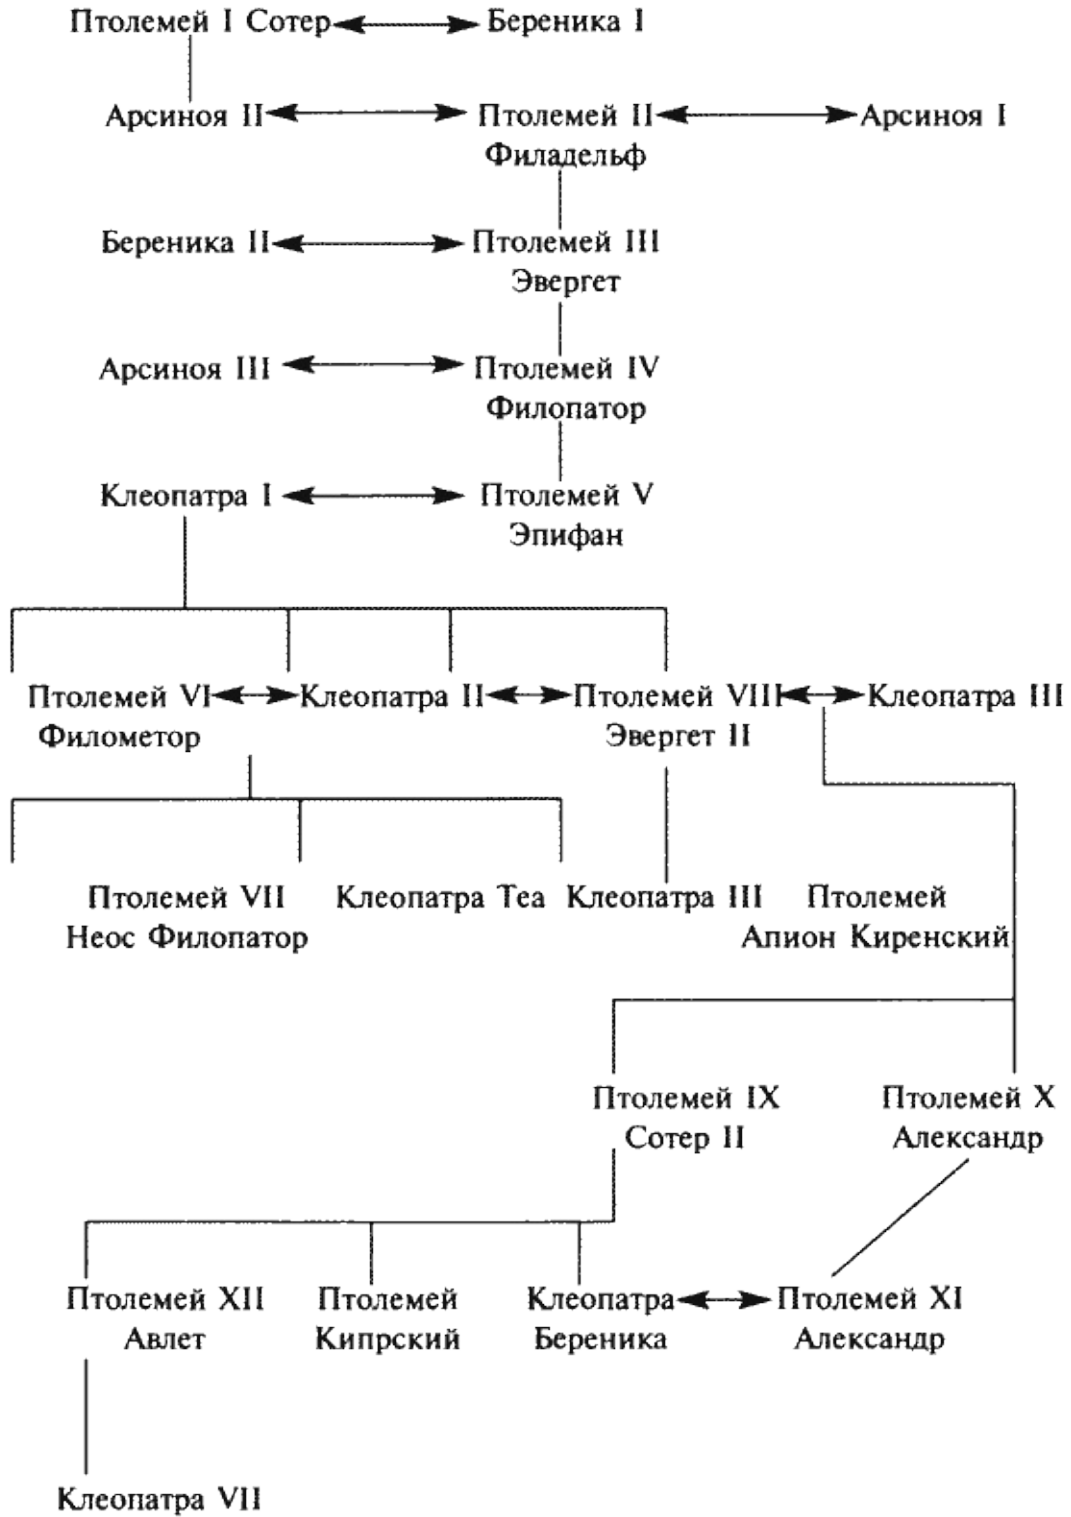 Птолемей I Сотер Береника I
Арсиноя II Птолемей II Арсиноя I
Филадельф
Береника II Птолемей III
Эвергет
Арсиноя III Птолемей IV
Филопатор
Клеопатра I Птолемей V
Эпифан
Птолемей VI Клеопатра II Птолемей VIII Клеопатра III
Филометор Эвергет II
Птолемей VII Клеопатра Теа Клеопатра III Птолемей
Неос Филопатор Апион Киренский
Птолемей IX Птолемей X
Сотер II Александр
Птолемей XII Птолемей Клеопатра Птолемей XI
Авлет Кипрский Береника Александр
Клеопатра VII